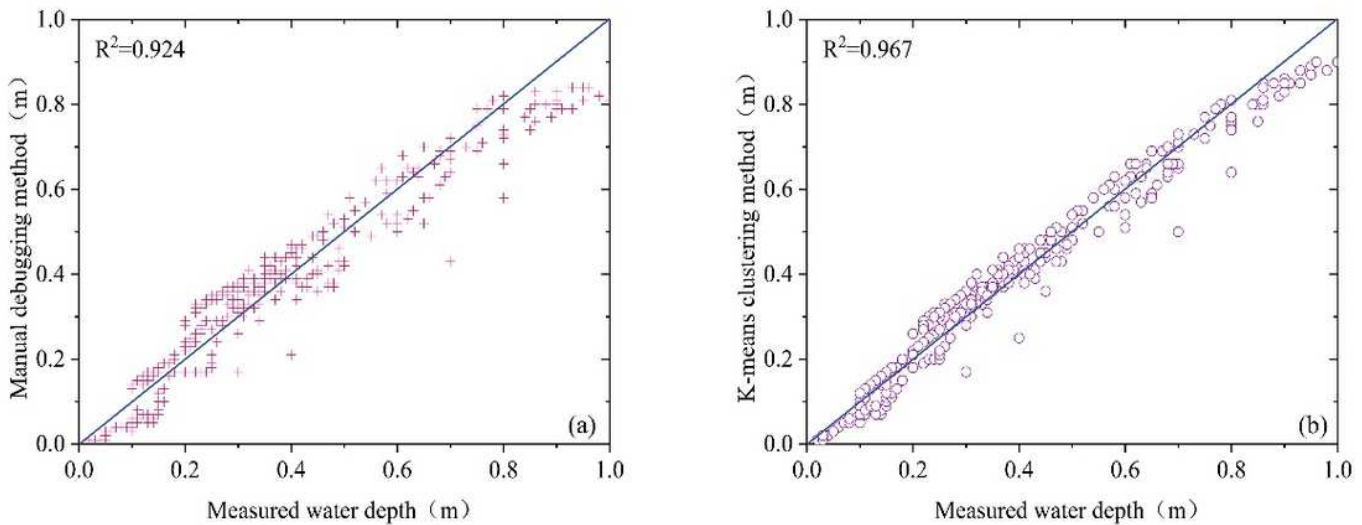 R²=0.924
Manual debugging method（m）
1.0
0.8
0.6
0.4
0.2
0.0
(a)
0.0 0.2 0.4 0.6 0.8 1.0
Measured water depth（m）
R²=0.967
K-means clustering method（m）
1.0
0.8
0.6
0.4
0.2
0.0
(b)
0.0 0.2 0.4 0.6 0.8 1.0
Measured water depth（m）